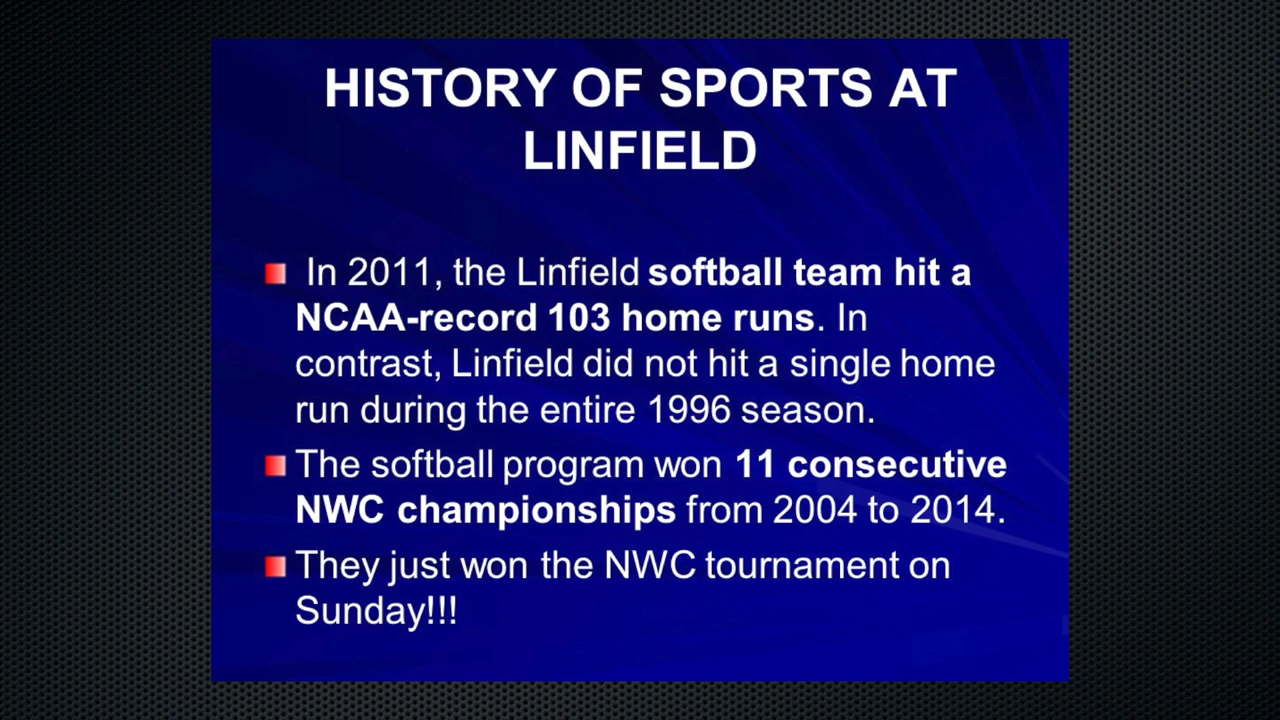 HISTORY OF SPORTS AT
LINFIELD
In 2011, the Linfield softball team hit a
NCAA-record 103 home runs. In
contrast, Linfield did not hit a single home
run during the entire 1996 season.
The softball program won 11 consecutive
NWC championships from 2004 to 2014.
They just won the NWC tournament on
Sunday!!!